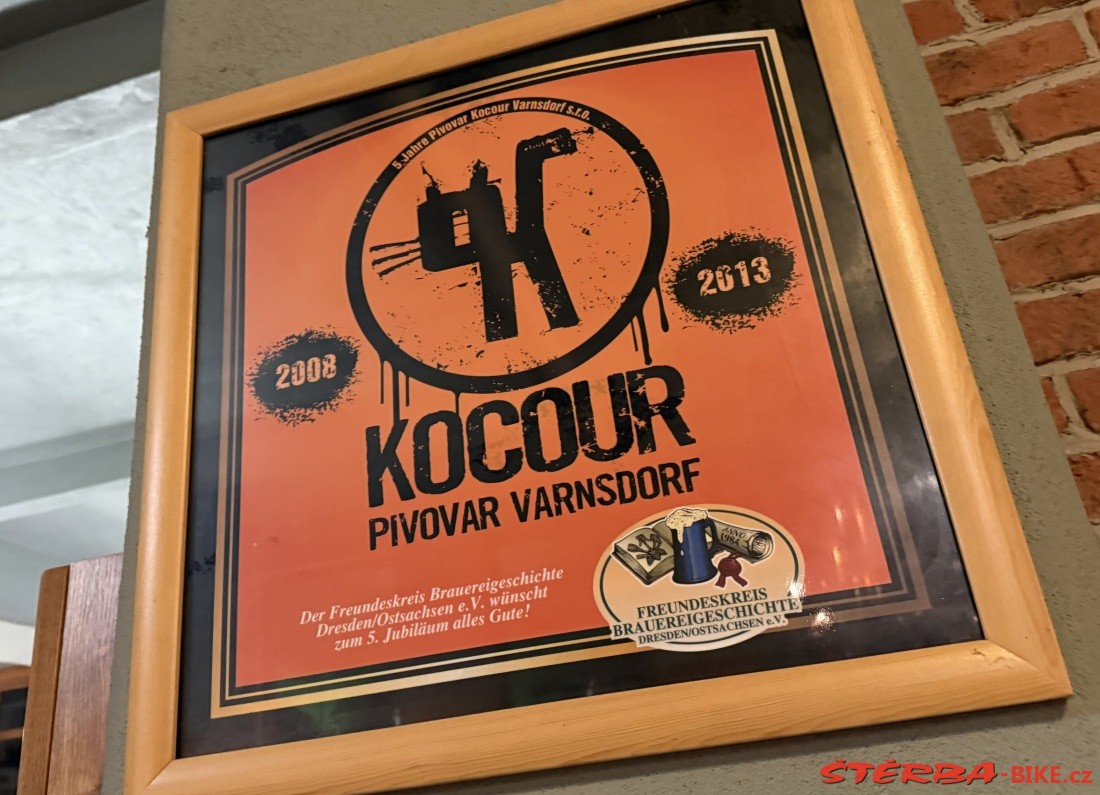 5. Jahre Pivovar Kocour Varnsdorf s.r.o.
2008
2013
KOCOUR
PIVOVAR VARNSDORF
Der Freundeskreis Brauereigeschichte
Dresden/Ostsachsen e.V. wünscht
zum 5. Jubiläum alles Gute!
ANNO
1984
FREUNDESKREIS
BRAUEREIGESCHICHTE
DRESDEN/OSTSACHSEN e.V.
ŠTĚRBA-BIKE.cz